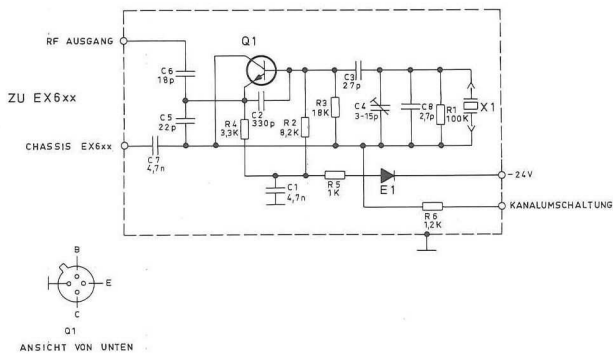 RF AUSGANG
ZU EX6xx
CHASSIS EX6xx
C6
18p
C5
22p
C7
4,7n
Q1
C2
330p
R4
3,3K
R2
8,2K
R3
18K
C3
27p
C4
3-15p
C8
2,7p
R1
100K
X1
C1
4,7n
R5
1K
E1
-24V
KANALUMSCHALTUNG
R6
1,2K
B
E
C
Q1
ANSICHT VON UNTEN